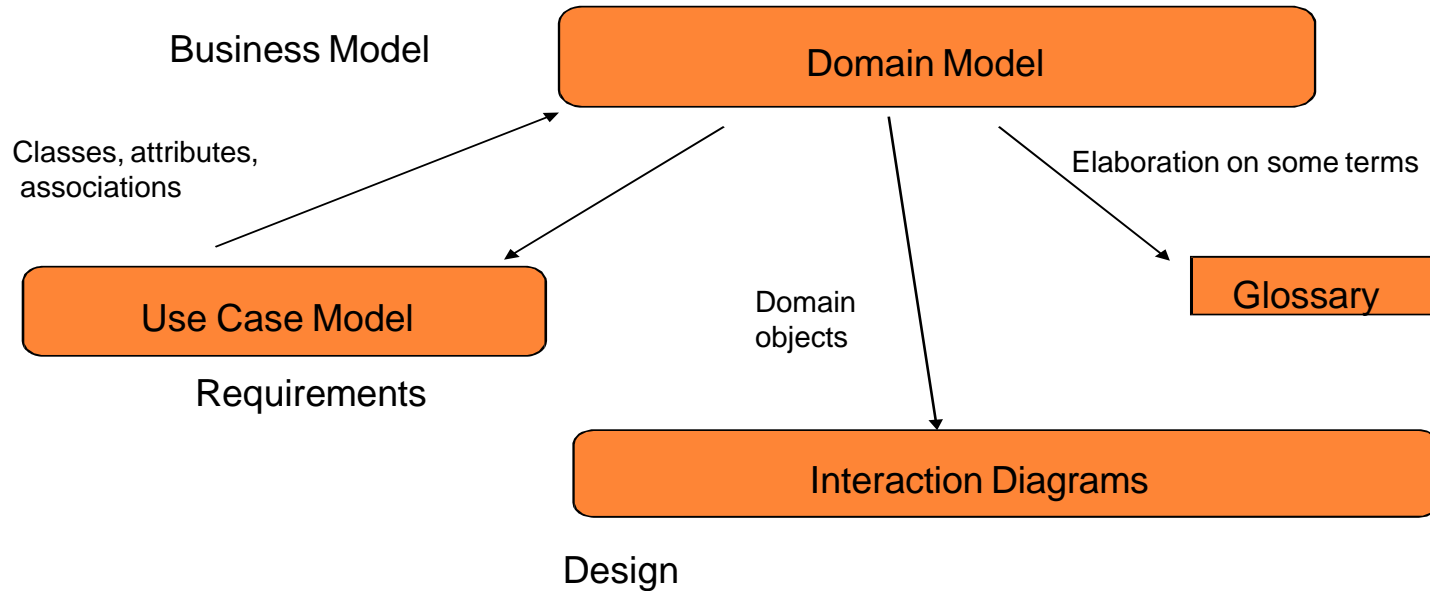 Business Model
Domain Model
Classes, attributes,
associations
Elaboration on some terms
Use Case Model
Domain
objects
Glossary
Requirements
Interaction Diagrams
Design